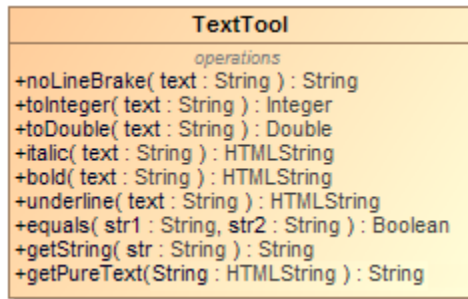 TextTool
operations
+noLineBrake( text : String ) : String
+toInteger( text : String ) : Integer
+toDouble( text : String ) : Double
+italic( text : String ) : HTMLString
+bold( text : String ) : HTMLString
+underline( text : String ) : HTMLString
+equals( str1 : String, str2 : String ) : Boolean
+getString( str : String ) : String
+getPureText(String : HTMLString ) : String